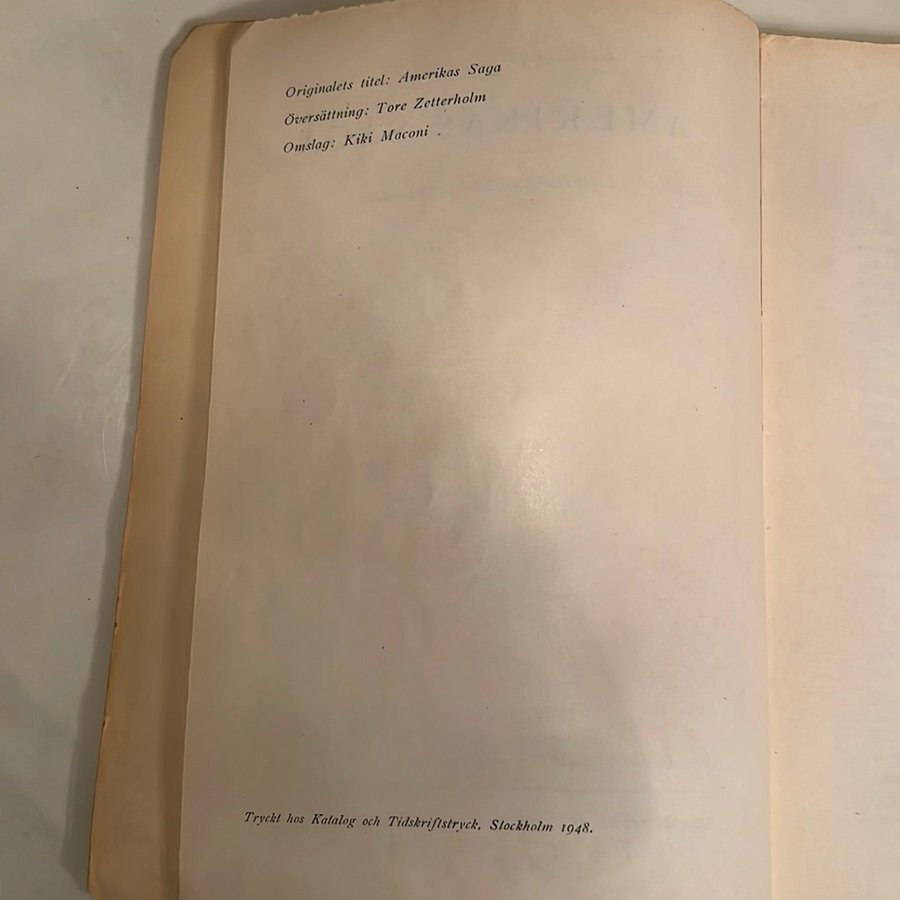 Originalets titel: Amerikas Saga
Översättning: Tore Zetterholm
Omslag: Kiki Maconi
Tryckt hos Katalog och Tidskriftstryck, Stockholm 1948.